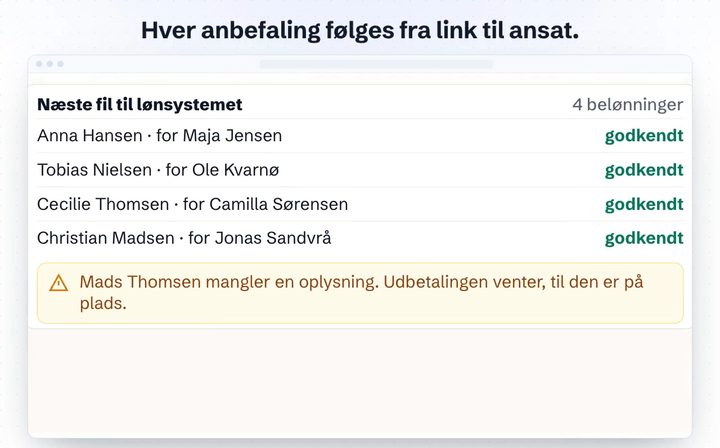 Hver anbefaling følges fra link til ansat.
Næste fil til lønsystemet 4 belønninger
Anna Hansen · for Maja Jensen godkendt
Tobias Nielsen · for Ole Kvarnø godkendt
Cecilie Thomsen · for Camilla Sørensen godkendt
Christian Madsen · for Jonas Sandvrå godkendt
Mads Thomsen mangler en oplysning. Udbetalingen venter, til den er på
plads.